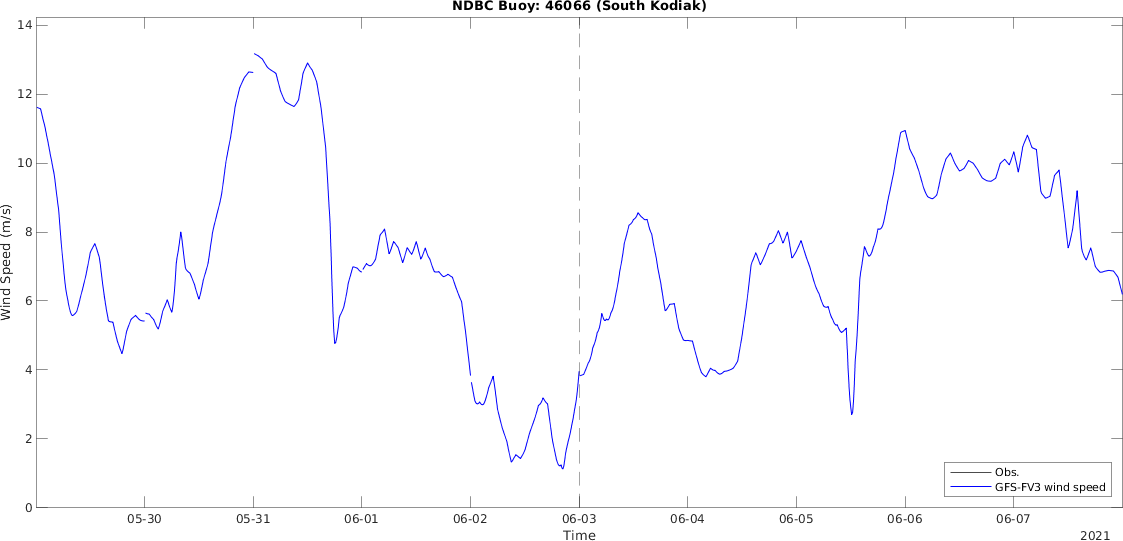 NDBC Buoy: 46066 (South Kodiak)
14
12
10
8
6
4
2
0
Wind Speed (m/s)
05-30 05-31 06-01 06-02 06-03 06-04 06-05 06-06 06-07
Time
2021
Obs.
GFS-FV3 wind speed